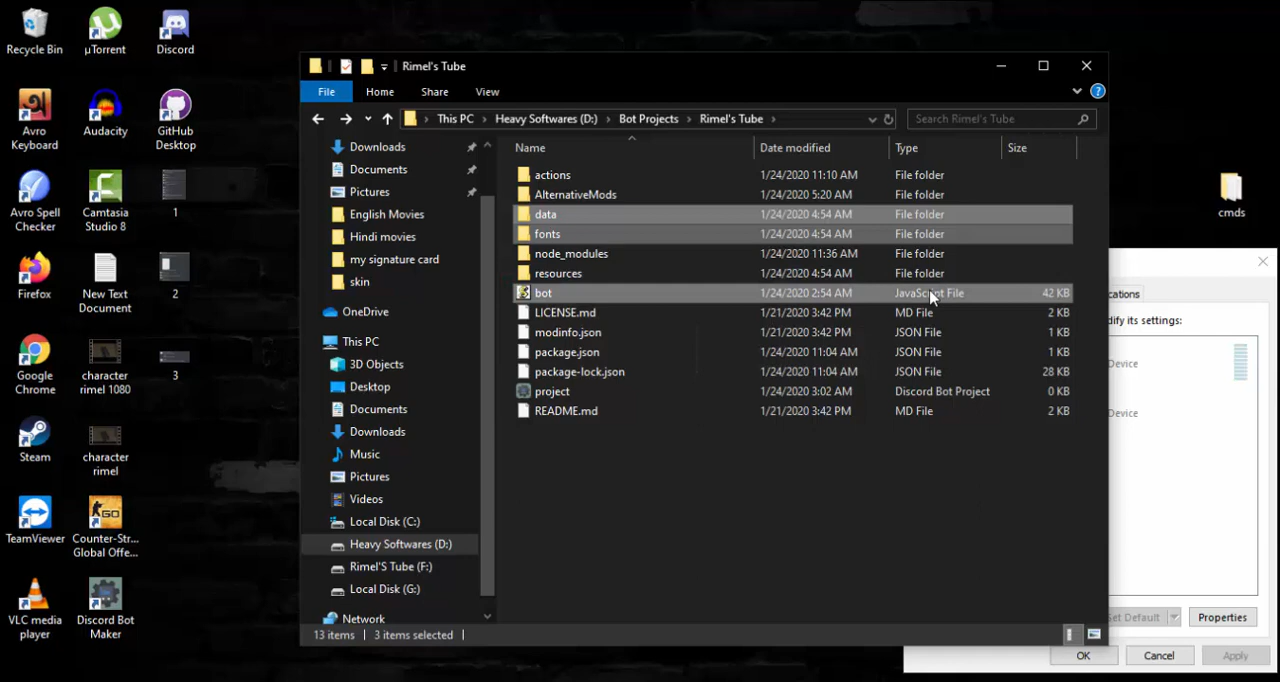 Recycle Bin
µTorrent
Discord
Avro
Keyboard
Audacity
GitHub
Desktop
Avro Spell
Checker
Camtasia
Studio 8
1
Firefox
New Text
Document
2
Google
Chrome
character
rimel 1080
3
Steam
character
rimel
TeamViewer
Counter-Str...
Global Offe...
VLC media
player
Discord Bot
Maker
Rimel's Tube
File
Home
Share
View
This PC
Heavy Softwares (D:)
Bot Projects
Rimel's Tube
Search Rimel's Tube
Downloads
Documents
Pictures
English Movies
Hindi movies
my signature card
skin
OneDrive
This PC
3D Objects
Desktop
Documents
Downloads
Music
Pictures
Videos
Local Disk (C:)
Heavy Softwares (D:)
Rimel'S Tube (F:)
Local Disk (G:)
Network
Name Date modified Type Size
actions 1/24/2020 11:10 AM File folder
AlternativeMods 1/24/2020 5:20 AM File folder
data 1/24/2020 4:54 AM File folder
fonts 1/24/2020 4:54 AM File folder
node_modules 1/24/2020 11:36 AM File folder
resources 1/24/2020 4:54 AM File folder
bot 1/24/2020 2:54 AM JavaScript File 42 KB
LICENSE.md 1/21/2020 3:42 PM MD File 2 KB
modinfo.json 1/21/2020 3:42 PM JSON File 1 KB
package.json 1/24/2020 11:04 AM JSON File 1 KB
package-lock.json 1/24/2020 11:04 AM JSON File 28 KB
project 1/24/2020 3:02 AM Discord Bot Project 0 KB
README.md 1/21/2020 3:42 PM MD File 2 KB
13 items
3 items selected
cmds
cations
dify its settings:
Device
Device
Set Default
Properties
OK
Cancel
Apply